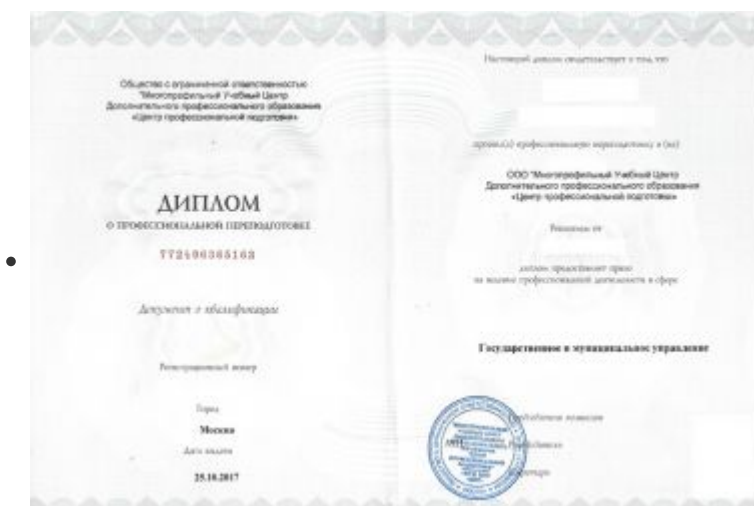 Общество с ограниченной ответственностью
"Многопрофильный Учебный Центр
Дополнительного профессионального образования
«Центр профессиональной подготовки»
ДИПЛОМ
О ПРОФЕССИОНАЛЬНОЙ ПЕРЕПОДГОТОВКЕ
Документ о квалификации
Регистрационный номер
Город
Москва
Дата выдачи
25.10.2017
Настоящий диплом свидетельствует о том, что
прошел(а) профессиональную переподготовку в (на)
ООО "Многопрофильный Учебный Центр
Дополнительного профессионального образования
«Центр профессиональной подготовки»
Решением от
диплом предоставляет право
на ведение профессиональной деятельности в сфере
Государственное и муниципальное управление
Председатель комиссии
Руководитель
Секретарь